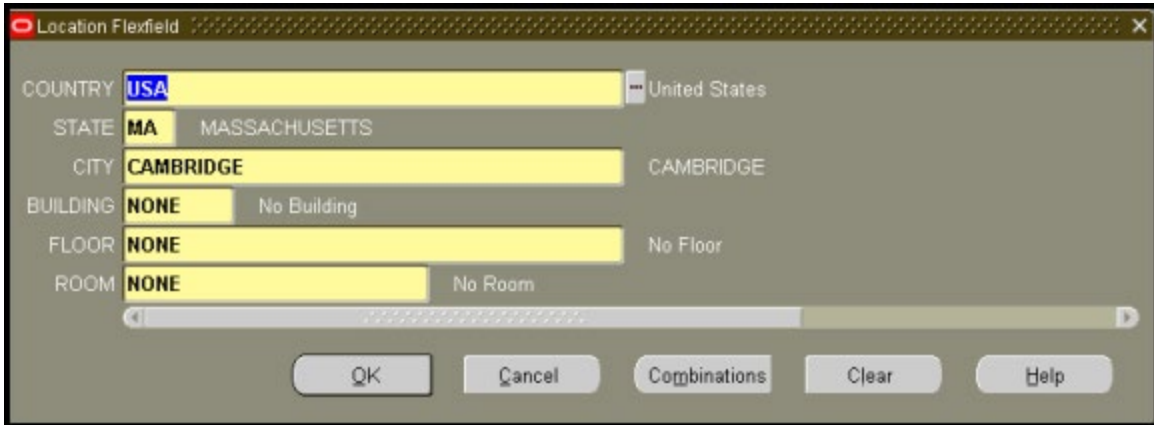 Location Flexfield
COUNTRY USA United States
STATE MA MASSACHUSETTS
CITY CAMBRIDGE CAMBRIDGE
BUILDING NONE No Building
FLOOR NONE No Floor
ROOM NONE No Room
OK Cancel Combinations Clear Help